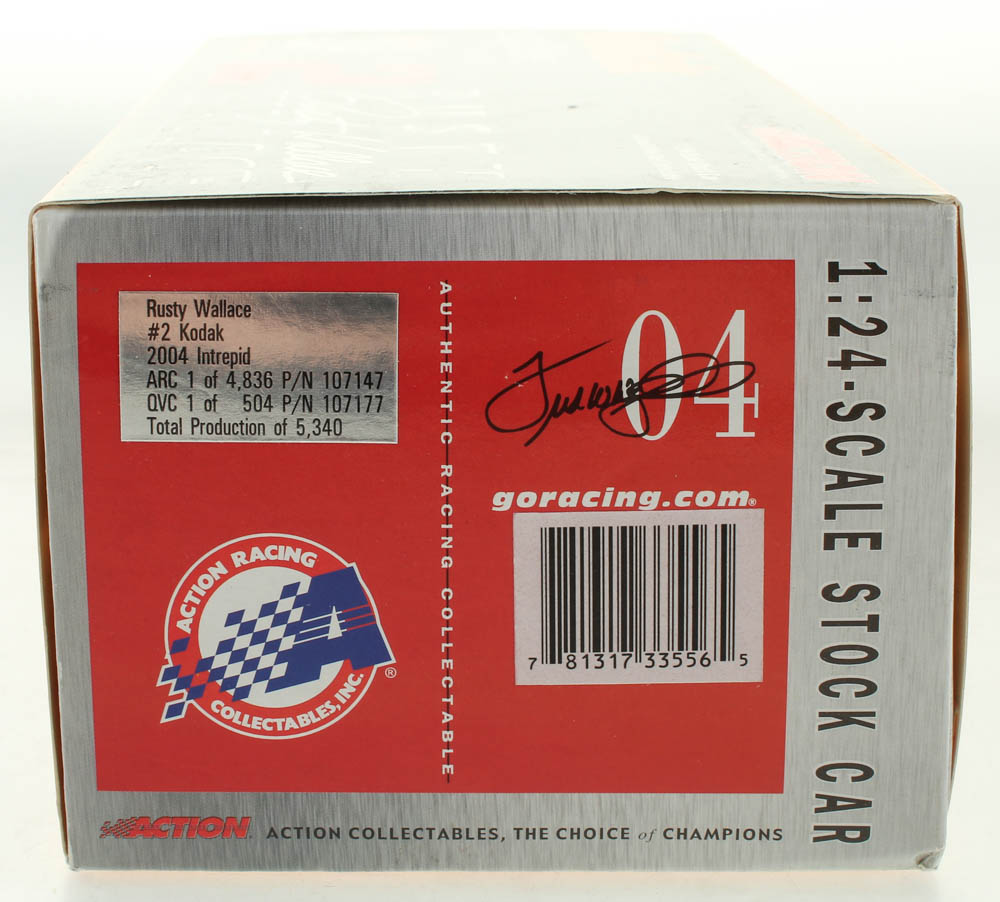 Rusty Wallace
#2 Kodak
2004 Intrepid
ARC 1 of 4,836 P/N 107147
QVC 1 of 504 P/N 107177
Total Production of 5,340
AUTHENTIC RACING COLLECTABLE
04
goracing.com®
7 81317 33556 5
ACTION RACING
COLLECTABLES, INC.
®
1:24-SCALE STOCK CAR
ACTION. ACTION COLLECTABLES, THE CHOICE of CHAMPIONS